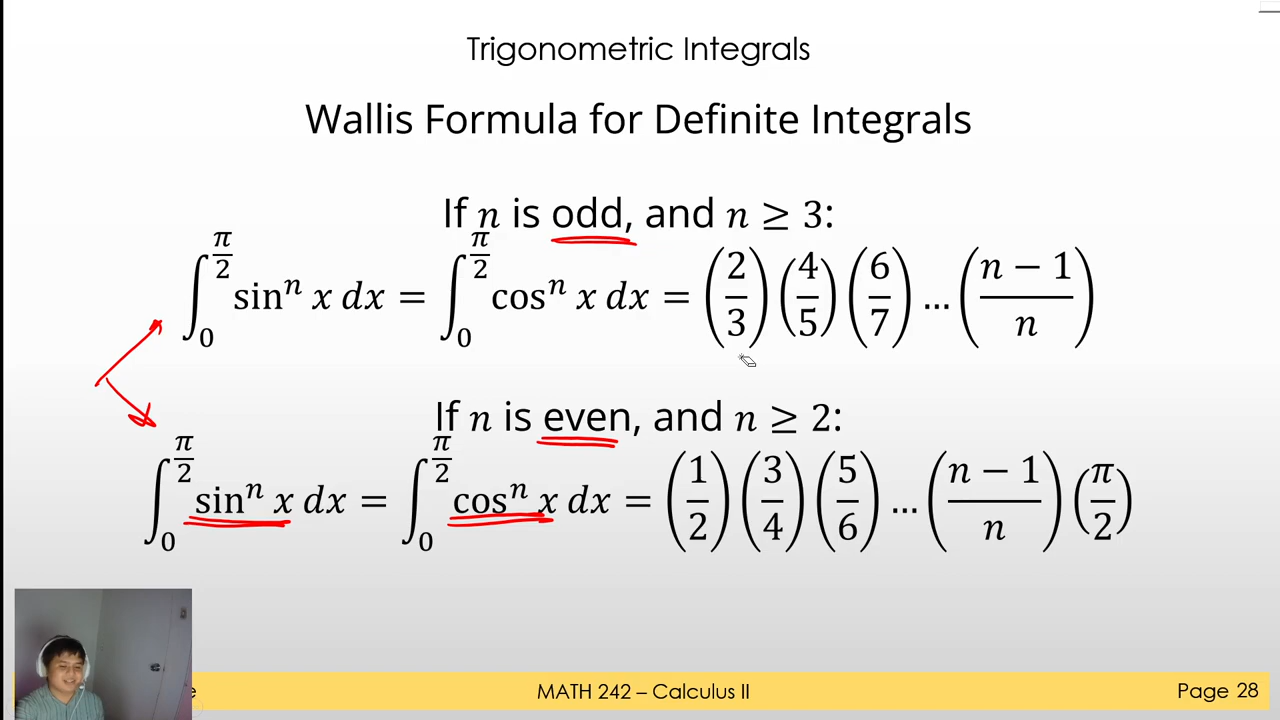 Trigonometric Integrals
Wallis Formula for Definite Integrals
If n is odd, and n ≥ 3:
∫₀^(π/2) sinⁿ x dx = ∫₀^(π/2) cosⁿ x dx = (2/3)(4/5)(6/7)…((n − 1)/n)
If n is even, and n ≥ 2:
∫₀^(π/2) sinⁿ x dx = ∫₀^(π/2) cosⁿ x dx = (1/2)(3/4)(5/6)…((n − 1)/n)(π/2)
MATH 242 – Calculus II
Page 28